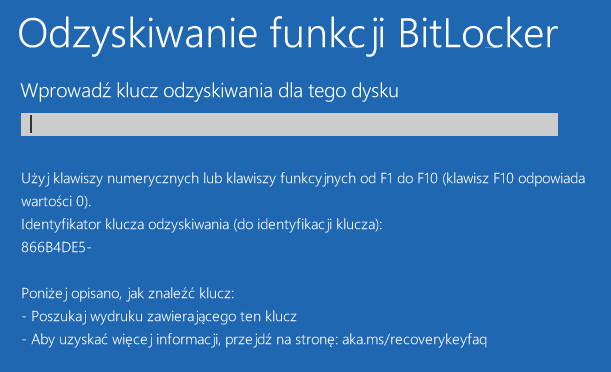 Odzyskiwanie funkcji BitLocker
Wprowadź klucz odzyskiwania dla tego dysku
Użyj klawiszy numerycznych lub klawiszy funkcyjnych od F1 do F10 (klawisz F10 odpowiada
wartości 0).
Identyfikator klucza odzyskiwania (do identyfikacji klucza):
866B4DE5-
Poniżej opisano, jak znaleźć klucz:
- Poszukaj wydruku zawierającego ten klucz
- Aby uzyskać więcej informacji, przejdź na stronę: aka.ms/recoverykeyfaq